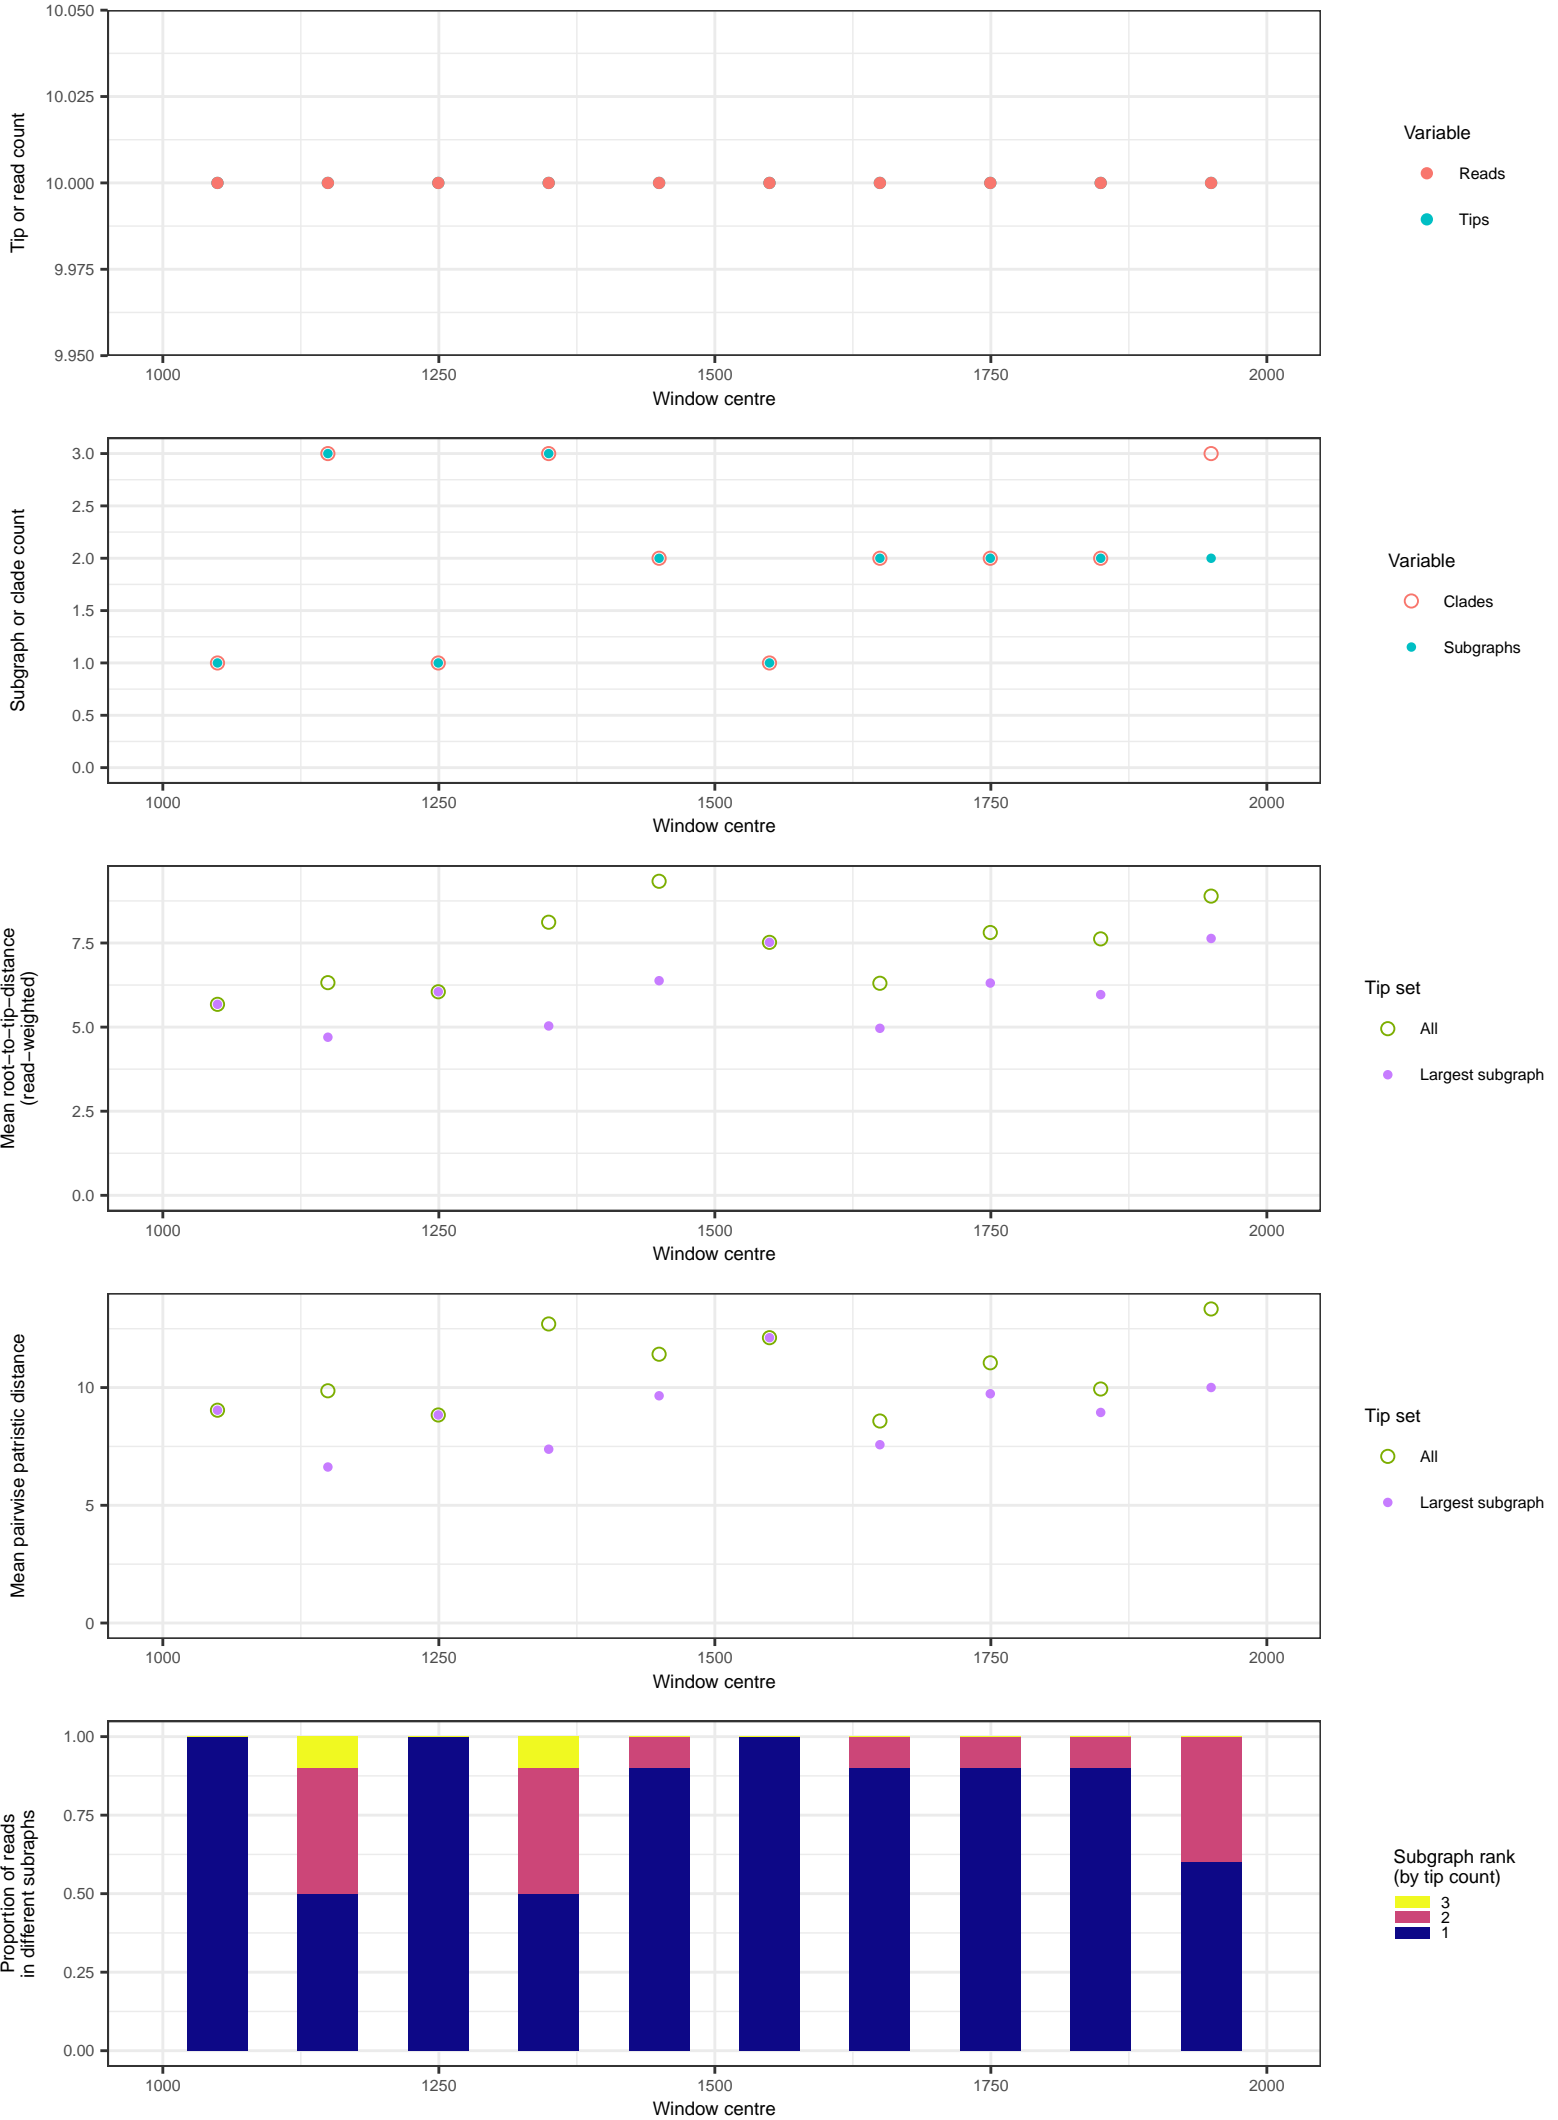 10.050
10.025
10.000
9.975
9.950
Tip or read count
1000 1250 1500 1750 2000
Window centre
Variable
Reads
Tips
3.0
2.5
2.0
1.5
1.0
0.5
0.0
Subgraph or clade count
1000 1250 1500 1750 2000
Window centre
Variable
Clades
Subgraphs
7.5
5.0
2.5
0.0
Mean root−to−tip−distance
(read−weighted)
1000 1250 1500 1750 2000
Window centre
Tip set
All
Largest subgraph
10
5
0
Mean pairwise patristic distance
1000 1250 1500 1750 2000
Window centre
Tip set
All
Largest subgraph
1.00
0.75
0.50
0.25
0.00
Proportion of reads
in different subraphs
1000 1250 1500 1750 2000
Window centre
Subgraph rank
(by tip count)
3
2
1